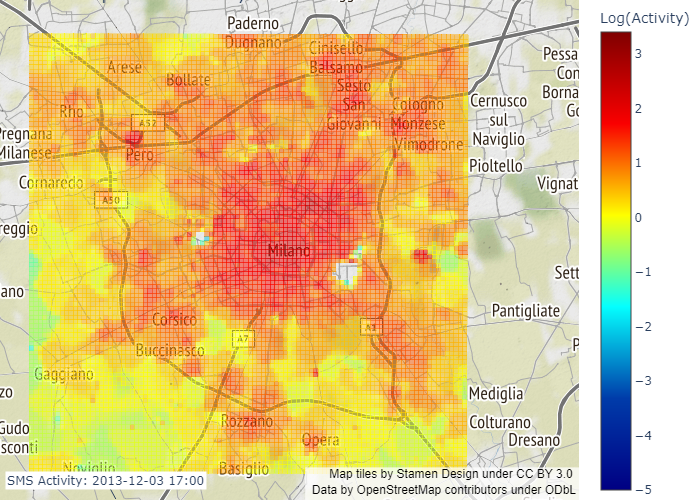 Paderno
Dugnano
Log(Activity)
Cinisello
Balsamo
Pessa
Con
Arese
Bollate
Sesto
San
Giovanni
Borna
Go
Cologno
Monzese
Cernusco
sul
Naviglio
Rho
A52
Pregnana
Milanese
Pero
Vimodrone
Pioltello
Cornaredo
Vignat
A50
reggio
Milano
Sett
ano
Pantigliate
Corsico
A7
A1
Buccinasco
P
Gaggiano
zo
Mediglia
Gudo
sconti
Rozzano
Colturano
Dresano
Opera
Noviglio
Basiglio
3
2
1
0
−1
−2
−3
−4
−5
SMS Activity: 2013-12-03 17:00
Map tiles by Stamen Design under CC BY 3.0
Data by OpenStreetMap contributors under ODbL